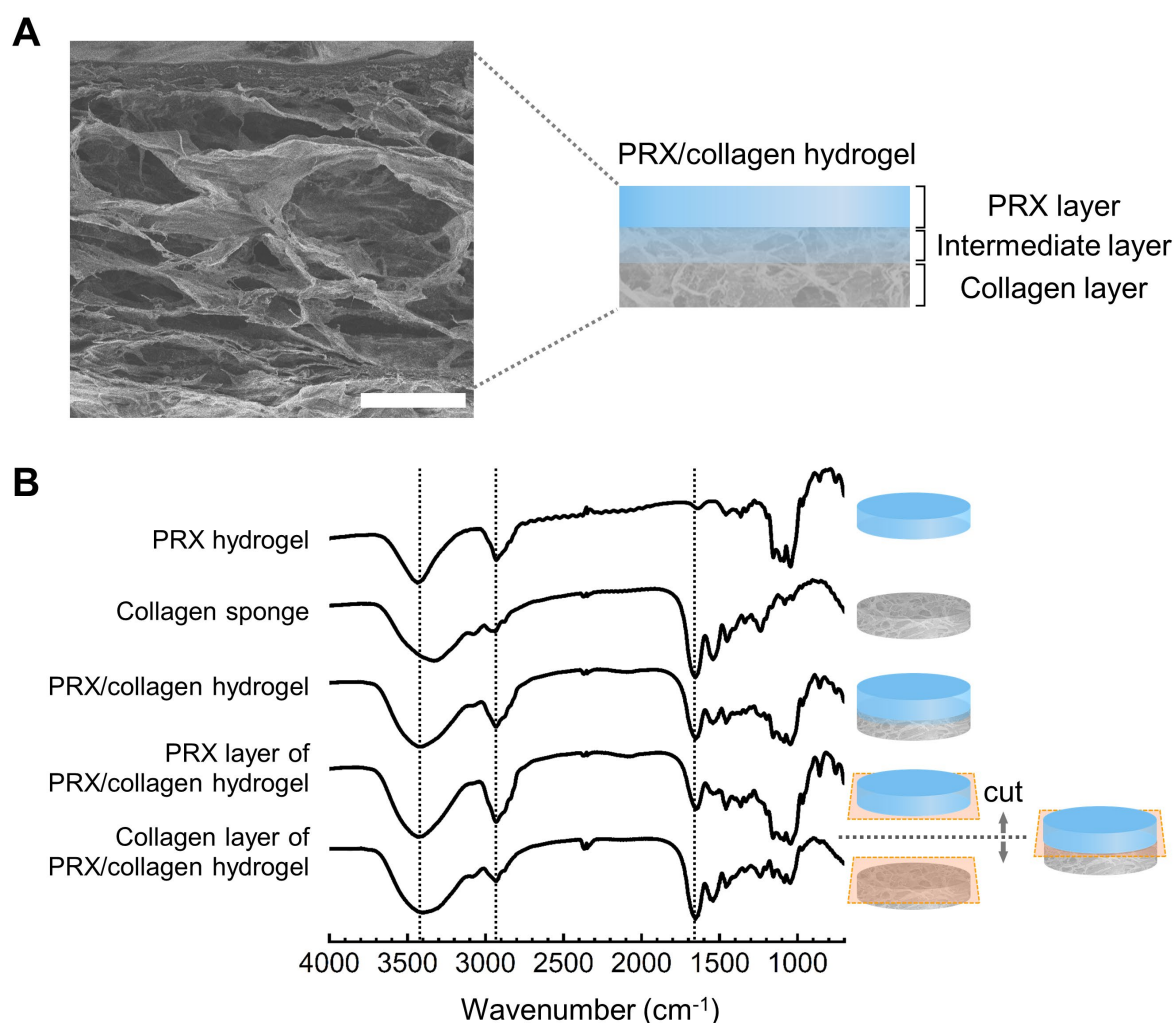 A
PRX/collagen hydrogel
PRX layer
Intermediate layer
Collagen layer
B
PRX hydrogel
Collagen sponge
PRX/collagen hydrogel
PRX layer of
PRX/collagen hydrogel
Collagen layer of
PRX/collagen hydrogel
cut
4000 3500 3000 2500 2000 1500 1000
Wavenumber (cm⁻¹)